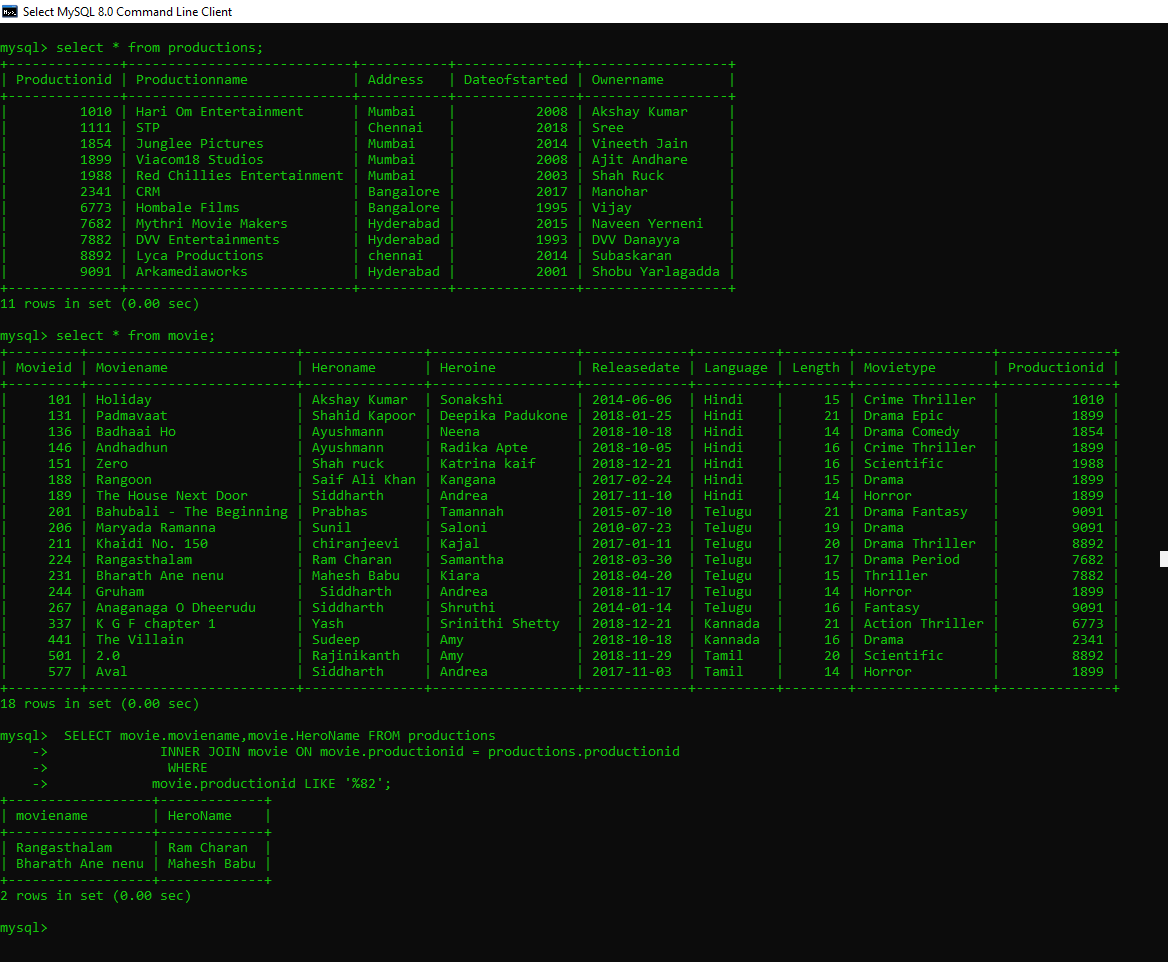 Select MySQL 8.0 Command Line Client
mysql> select * from productions;
+--------------+----------------------------+-----------+---------------+------------------+
| Productionid | Productionname             | Address   | Dateofstarted | Ownername        |
+--------------+----------------------------+-----------+---------------+------------------+
|         1010 | Hari Om Entertainment      | Mumbai    |          2008 | Akshay Kumar     |
|         1111 | STP                        | Chennai   |          2018 | Sree             |
|         1854 | Junglee Pictures           | Mumbai    |          2014 | Vineeth Jain     |
|         1899 | Viacom18 Studios           | Mumbai    |          2008 | Ajit Andhare     |
|         1988 | Red Chillies Entertainment | Mumbai    |          2003 | Shah Ruck        |
|         2341 | CRM                        | Bangalore |          2017 | Manohar          |
|         6773 | Hombale Films              | Bangalore |          1995 | Vijay            |
|         7682 | Mythri Movie Makers        | Hyderabad |          2015 | Naveen Yerneni   |
|         7882 | DVV Entertainments         | Hyderabad |          1993 | DVV Danayya      |
|         8892 | Lyca Productions           | chennai   |          2014 | Subaskaran       |
|         9091 | Arkamediaworks             | Hyderabad |          2001 | Shobu Yarlagadda |
+--------------+----------------------------+-----------+---------------+------------------+
11 rows in set (0.00 sec)
mysql> select * from movie;
+---------+--------------------------+---------------+------------------+-------------+----------+--------+-----------------+--------------+
| Movieid | Moviename                | Heroname      | Heroine          | Releasedate | Language | Length | Movietype       | Productionid |
+---------+--------------------------+---------------+------------------+-------------+----------+--------+-----------------+--------------+
|     101 | Holiday                  | Akshay Kumar  | Sonakshi         | 2014-06-06  | Hindi    |     15 | Crime Thriller  |         1010 |
|     131 | Padmavaat                | Shahid Kapoor | Deepika Padukone | 2018-01-25  | Hindi    |     21 | Drama Epic      |         1899 |
|     136 | Badhaai Ho               | Ayushmann     | Neena            | 2018-10-18  | Hindi    |     14 | Drama Comedy    |         1854 |
|     146 | Andhadhun                | Ayushmann     | Radika Apte      | 2018-10-05  | Hindi    |     16 | Crime Thriller  |         1899 |
|     151 | Zero                     | Shah ruck     | Katrina kaif     | 2018-12-21  | Hindi    |     16 | Scientific      |         1988 |
|     188 | Rangoon                  | Saif Ali Khan | Kangana          | 2017-02-24  | Hindi    |     15 | Drama           |         1899 |
|     189 | The House Next Door      | Siddharth     | Andrea           | 2017-11-10  | Hindi    |     14 | Horror          |         1899 |
|     201 | Bahubali - The Beginning | Prabhas       | Tamannah         | 2015-07-10  | Telugu   |     21 | Drama Fantasy   |         9091 |
|     206 | Maryada Ramanna          | Sunil         | Saloni           | 2010-07-23  | Telugu   |     19 | Drama           |         9091 |
|     211 | Khaidi No. 150           | chiranjeevi   | Kajal            | 2017-01-11  | Telugu   |     20 | Drama Thriller  |         8892 |
|     224 | Rangasthalam             | Ram Charan    | Samantha         | 2018-03-30  | Telugu   |     17 | Drama Period    |         7682 |
|     231 | Bharath Ane nenu         | Mahesh Babu   | Kiara            | 2018-04-20  | Telugu   |     15 | Thriller        |         7882 |
|     244 | Gruham                   |  Siddharth    | Andrea           | 2018-11-17  | Telugu   |     14 | Horror          |         1899 |
|     267 | Anaganaga O Dheerudu     | Siddharth     | Shruthi          | 2014-01-14  | Telugu   |     16 | Fantasy         |         9091 |
|     337 | K G F chapter 1          | Yash          | Srinithi Shetty  | 2018-12-21  | Kannada  |     21 | Action Thriller |         6773 |
|     441 | The Villain              | Sudeep        | Amy              | 2018-10-18  | Kannada  |     16 | Drama           |         2341 |
|     501 | 2.0                      | Rajinikanth   | Amy              | 2018-11-29  | Tamil    |     20 | Scientific      |         8892 |
|     577 | Aval                     | Siddharth     | Andrea           | 2017-11-03  | Tamil    |     14 | Horror          |         1899 |
+---------+--------------------------+---------------+------------------+-------------+----------+--------+-----------------+--------------+
18 rows in set (0.00 sec)
mysql>  SELECT movie.moviename,movie.HeroName FROM productions
    ->              INNER JOIN movie ON movie.productionid = productions.productionid
    ->               WHERE
    ->             movie.productionid LIKE '%82';
+------------------+-------------+
| moviename        | HeroName    |
+------------------+-------------+
| Rangasthalam     | Ram Charan  |
| Bharath Ane nenu | Mahesh Babu |
+------------------+-------------+
2 rows in set (0.00 sec)
mysql>